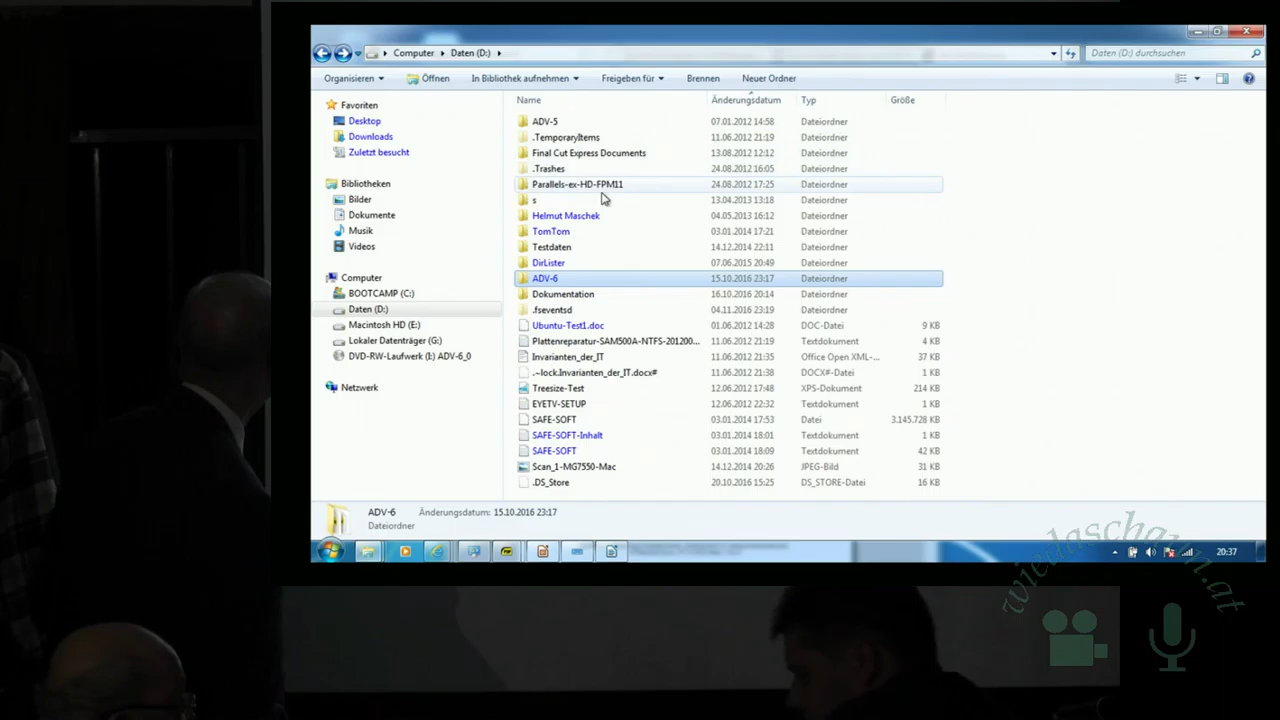 Computer Daten (D:)
Daten (D:) durchsuchen
Organisieren Öffnen In Bibliothek aufnehmen Freigeben für Brennen Neuer Ordner
Favoriten
Desktop
Downloads
Zuletzt besucht
Bibliotheken
Bilder
Dokumente
Musik
Videos
Computer
BOOTCAMP (C:)
Daten (D:)
Macintosh HD (E:)
Lokaler Datenträger (G:)
DVD-RW-Laufwerk (I:) ADV-6_0
Netzwerk
Name Änderungsdatum Typ Größe
ADV-5 07.01.2012 14:58 Dateiordner
.TemporaryItems 11.06.2012 21:19 Dateiordner
Final Cut Express Documents 13.08.2012 12:12 Dateiordner
.Trashes 24.08.2012 16:05 Dateiordner
Parallels-ex-HD-FPM11 24.08.2012 17:25 Dateiordner
s 13.04.2013 13:18 Dateiordner
Helmut Maschek 04.05.2013 16:12 Dateiordner
TomTom 03.01.2014 17:21 Dateiordner
Testdaten 14.12.2014 22:11 Dateiordner
DirLister 07.06.2015 20:49 Dateiordner
ADV-6 15.10.2016 23:17 Dateiordner
Dokumentation 16.10.2016 20:14 Dateiordner
.fseventsd 04.11.2016 23:19 Dateiordner
Ubuntu-Test1.doc 01.06.2012 14:28 DOC-Datei 9 KB
Plattenreparatur-SAM500A-NTFS-201200... 11.06.2012 21:19 Textdokument 4 KB
Invarianten_der_IT 11.06.2012 21:35 Office Open XML-... 37 KB
.~lock.Invarianten_der_IT.docx# 11.06.2012 21:38 DOCX#-Datei 1 KB
Treesize-Test 12.06.2012 17:48 XPS-Dokument 214 KB
EYETV-SETUP 12.06.2012 22:32 Textdokument 2 KB
SAFE-SOFT 03.01.2014 17:53 Datei 3.145.728 KB
SAFE-SOFT-Inhalt 03.01.2014 18:01 Textdokument 1 KB
SAFE-SOFT 03.01.2014 18:09 Textdokument 42 KB
Scan_1-MG7550-Mac 14.12.2014 20:26 JPEG-Bild 31 KB
.DS_Store 20.10.2016 15:25 DS_STORE-Datei 16 KB
ADV-6 Änderungsdatum: 15.10.2016 23:17
Dateiordner
20:37
wiedaschaun.at